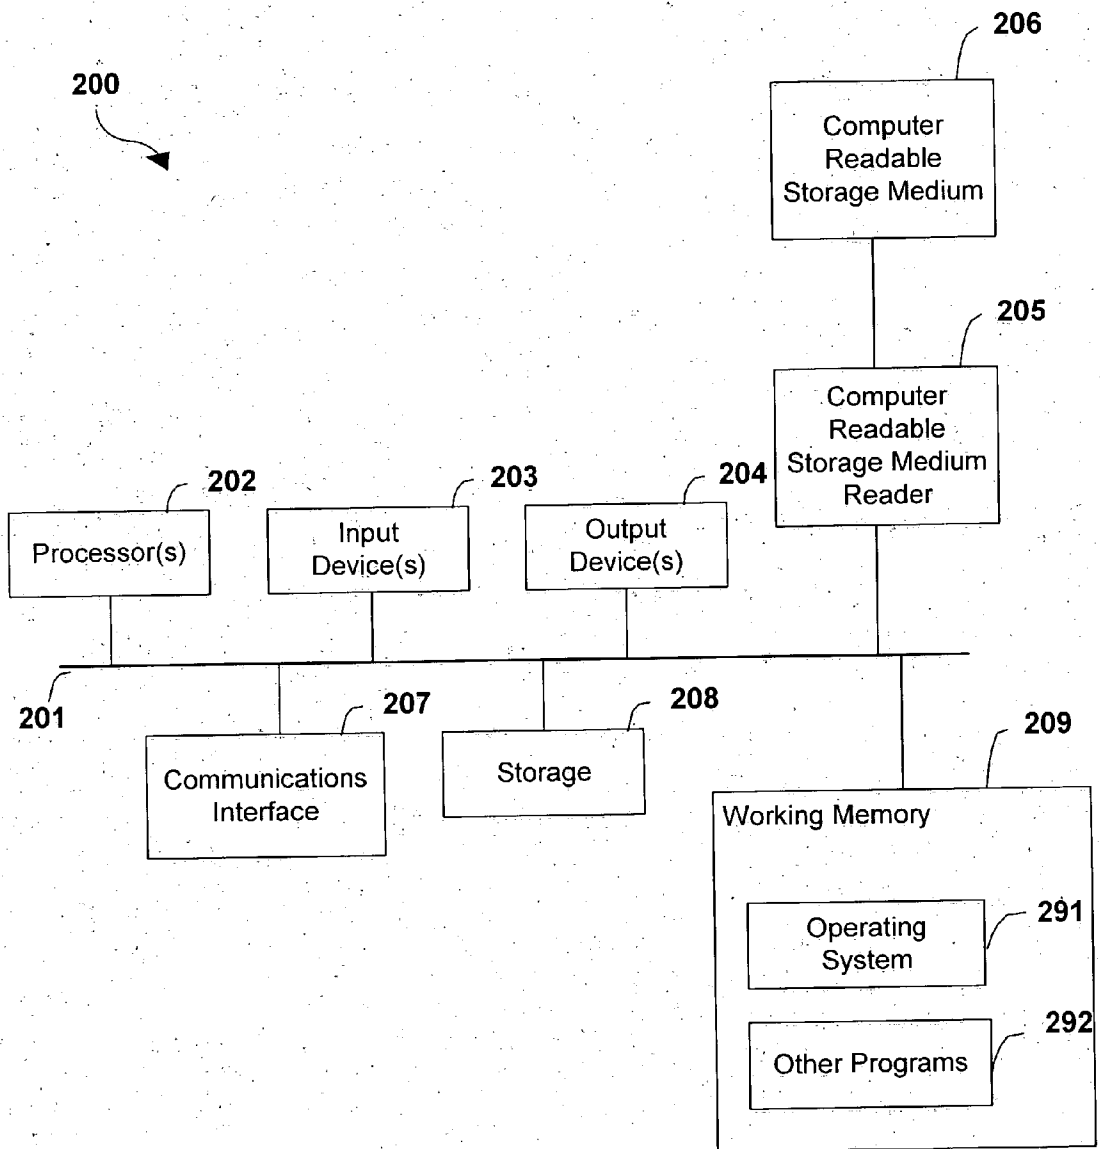 206
200
Computer
Readable
Storage Medium
205
Computer
Readable
Storage Medium
Reader
202
203
204
Processor(s)
Input
Device(s)
Output
Device(s)
201
207
208
209
Communications
Interface
Storage
Working Memory
291
Operating
System
292
Other Programs